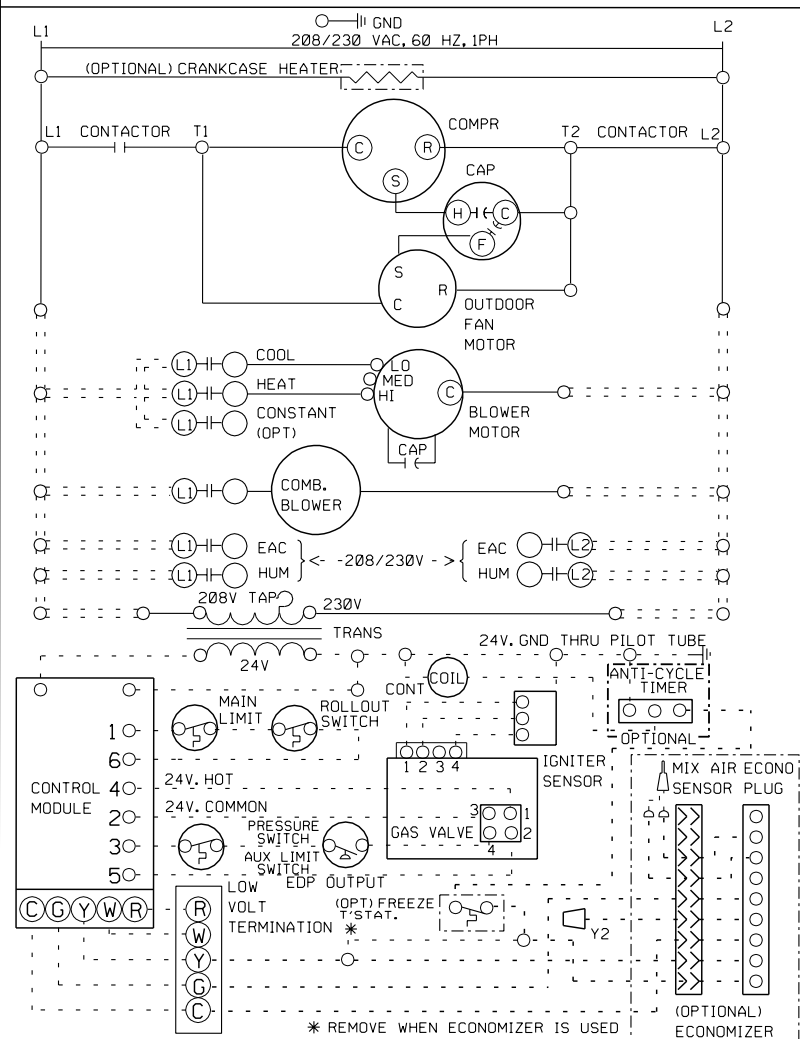 GND
L1
L2
208/230 VAC, 60 HZ, 1PH
(OPTIONAL) CRANKCASE HEATER
COMPR
L1 CONTACTOR T1
T2 CONTACTOR L2
C R
S
CAP
H C
F
S
C R
OUTDOOR
FAN
MOTOR
L1 COOL
LO
MED
HI
L1 HEAT
C
L1 CONSTANT
(OPT)
BLOWER
MOTOR
CAP
L1
COMB.
BLOWER
L1 EAC
L1 HUM
<- -208/230V - ->
EAC L2
HUM L2
208V TAP
230V
TRANS
24V
24V. GND THRU PILOT TUBE
CONT
COIL
ANTI-CYCLE
TIMER
OPTIONAL
MAIN
LIMIT
ROLLOUT
SWITCH
IGNITER
SENSOR
CONTROL
MODULE
1
6
4
2
3
5
24V. HOT
24V. COMMON
PRESSURE
SWITCH
AUX LIMIT
SWITCH
EDP OUTPUT
1 2 3 4
GAS VALVE
3 1
2
4
MIX AIR
SENSOR
ECONO
PLUG
C G Y W R
R
W
Y
G
C
LOW
VOLT
TERMINATION
(OPT) FREEZE
T'STAT.
*
Y2
* REMOVE WHEN ECONOMIZER IS USED
(OPTIONAL)
ECONOMIZER